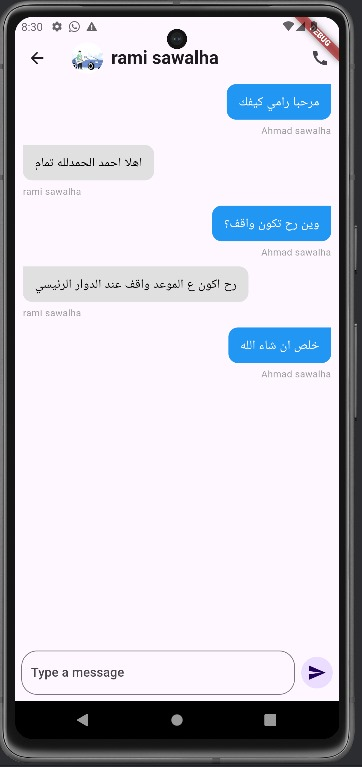 8:30
DEBUG
rami sawalha
مرحبا رامي كيفك
Ahmad sawalha
اهلا احمد الحمدلله تمام
rami sawalha
وين رح تكون واقف؟
Ahmad sawalha
رح اكون ع الموعد واقف عند الدوار الرئيسي
rami sawalha
خلص ان شاء الله
Ahmad sawalha
Type a message